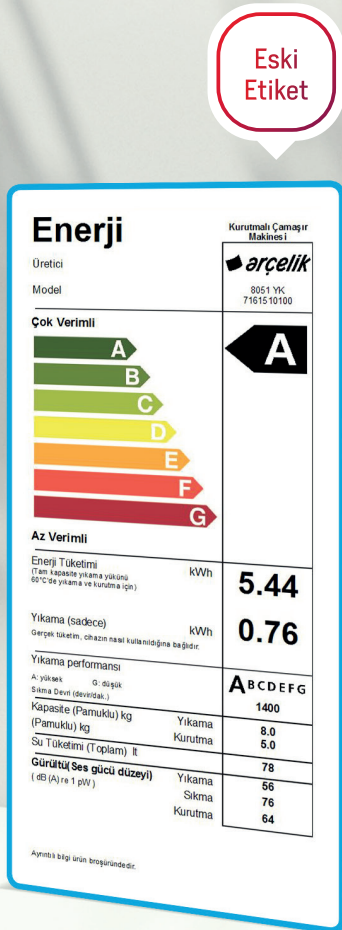 Eski
Etiket
Enerji
Kurutmalı Çamaşır
Makinesi
Üretici
arçelik
Model
8051 YK
7161510100
Çok Verimli
A
A
B
C
D
E
F
G
Az Verimli
Enerji Tüketimi kWh 5.44
(Tam kapasite yıkama yükünü
60°C'de yıkama ve kurutma için)
Yıkama (sadece) kWh 0.76
Gerçek tüketim, cihazın nasıl kullanıldığına bağlıdır.
Yıkama performansı
A: yüksek G: düşük A B C D E F G
Sıkma Devri (devir/dak.) 1400
Kapasite (Pamuklu) kg Yıkama 8.0
(Pamuklu) kg Kurutma 5.0
Su Tüketimi (Toplam) lt 78
Gürültü(Ses gücü düzeyi) Yıkama 56
( dB (A) re 1 pW ) Sıkma 76
Kurutma 64
Ayrıntılı bilgi ürün broşüründedir.